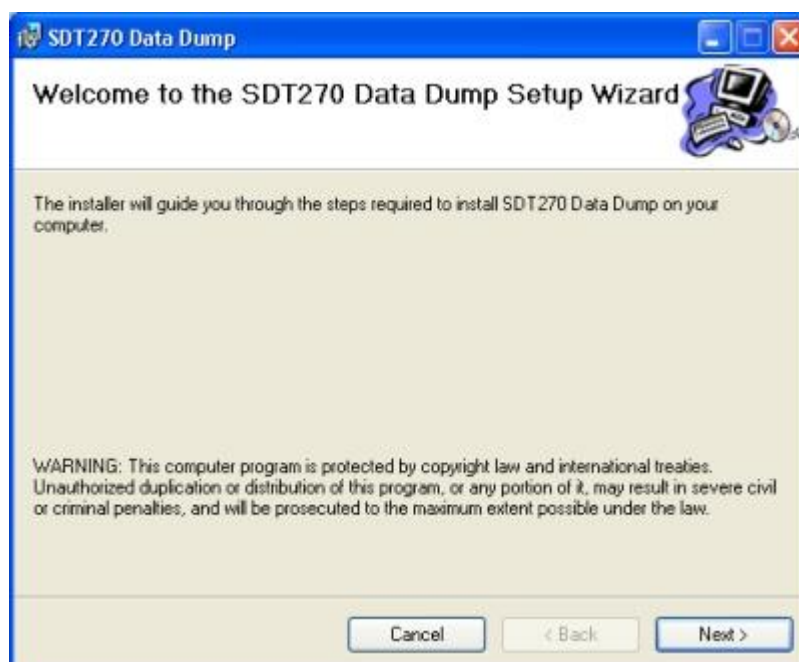 SDT270 Data Dump
Welcome to the SDT270 Data Dump Setup Wizard
The installer will guide you through the steps required to install SDT270 Data Dump on your
computer.
WARNING: This computer program is protected by copyright law and international treaties.
Unauthorized duplication or distribution of this program, or any portion of it, may result in severe civil
or criminal penalties, and will be prosecuted to the maximum extent possible under the law.
Cancel < Back Next >